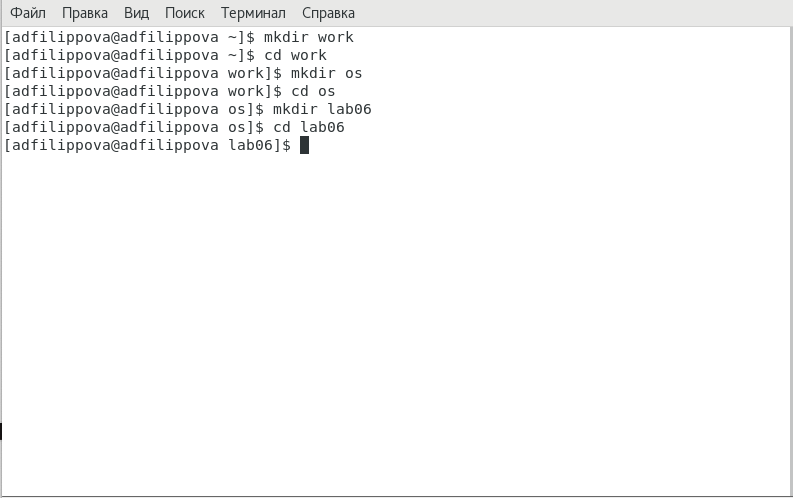 Файл Правка Вид Поиск Терминал Справка
[adfilippova@adfilippova ~]$ mkdir work
[adfilippova@adfilippova ~]$ cd work
[adfilippova@adfilippova work]$ mkdir os
[adfilippova@adfilippova work]$ cd os
[adfilippova@adfilippova os]$ mkdir lab06
[adfilippova@adfilippova os]$ cd lab06
[adfilippova@adfilippova lab06]$